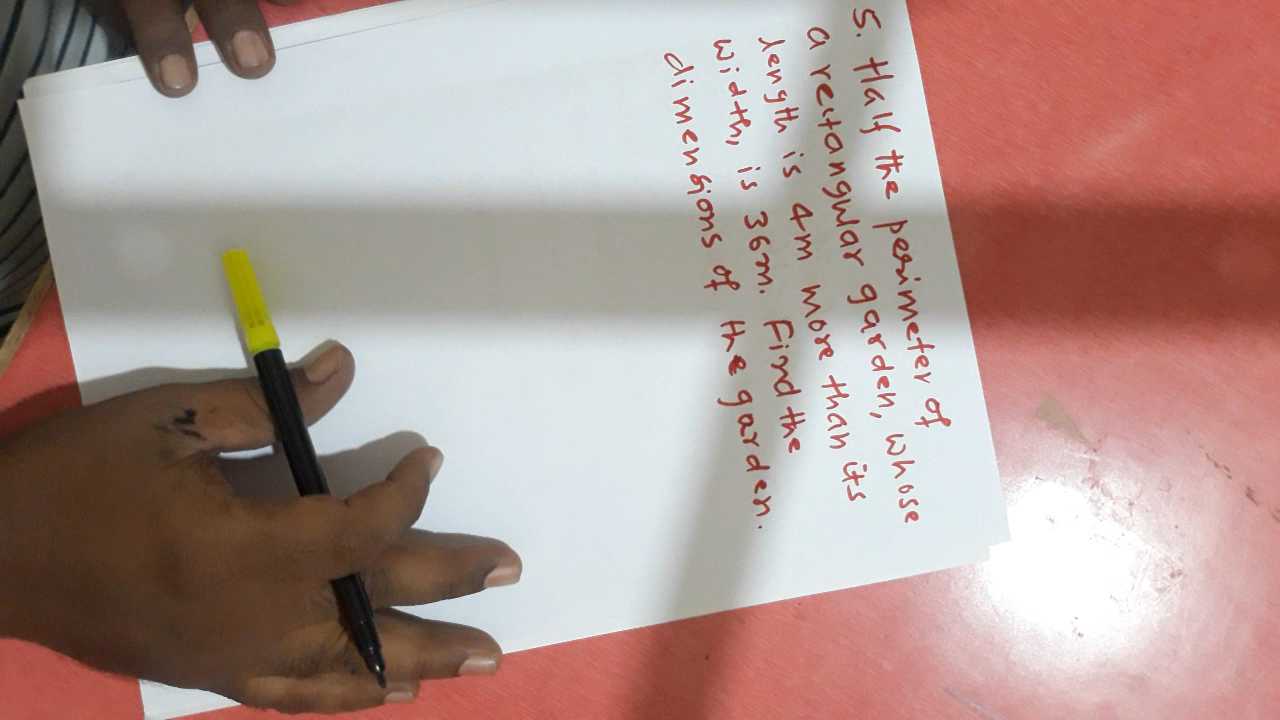 5. Half the perimeter of
a rectangular garden, whose
length is 4m more than its
width, is 36m. Find the
dimensions of the garden.